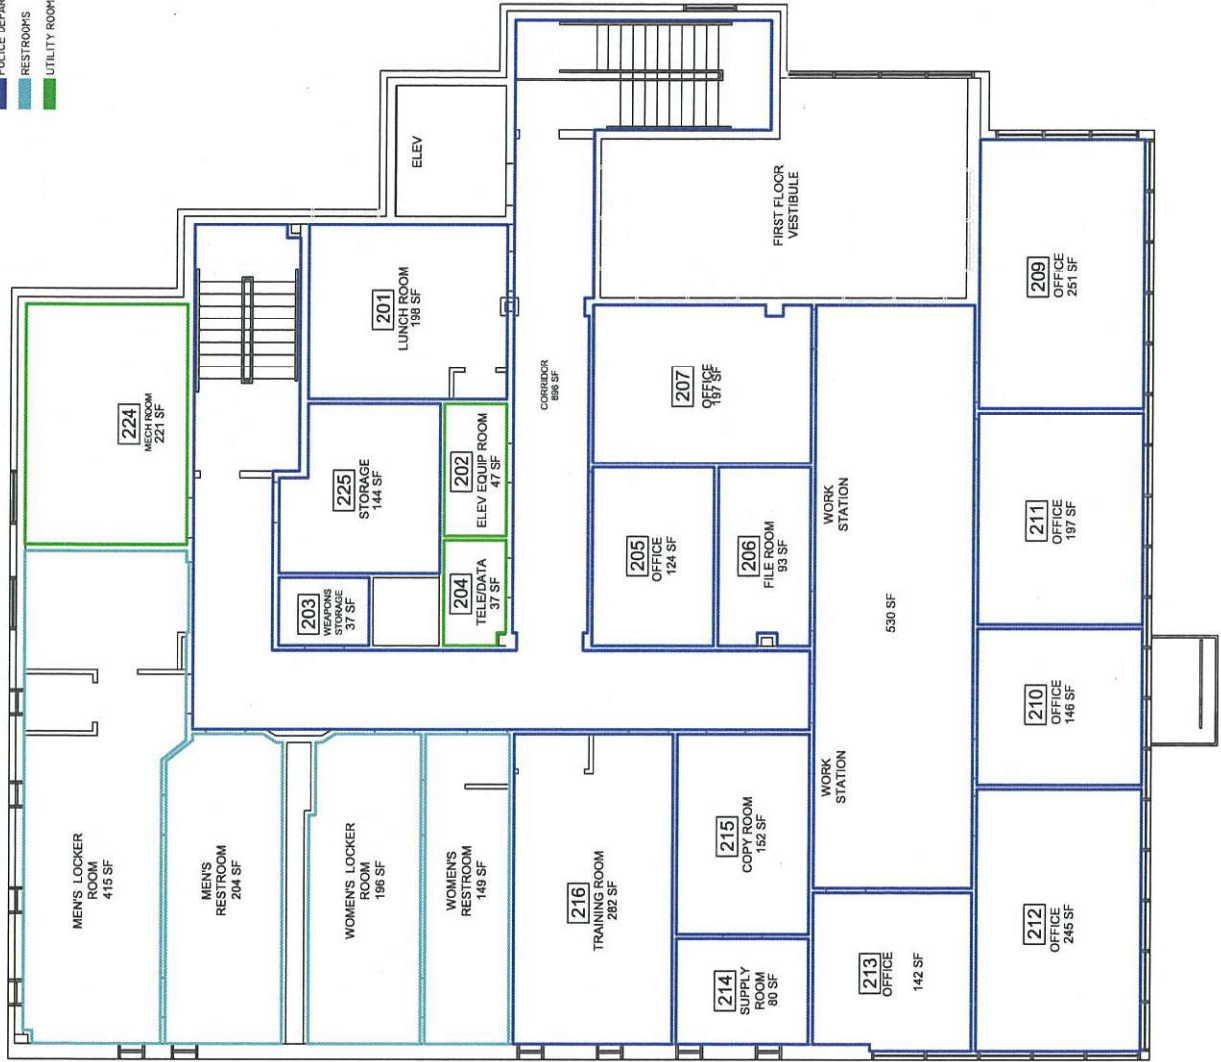 POLICE DEPAR
RESTROOMS
UTILITY ROOM
ELEV
FIRST FLOOR
VESTIBULE
209
OFFICE
251 SF
201
LUNCH ROOM
198 SF
CORRIDOR
896 SF
207
OFFICE
197 SF
224
MECH ROOM
221 SF
225
STORAGE
144 SF
202
ELEV EQUIP ROOM
47 SF
WORK
STATION
211
OFFICE
197 SF
205
OFFICE
124 SF
206
FILE ROOM
93 SF
203
WEAPONS
STORAGE
37 SF
204
TELE/DATA
37 SF
530 SF
210
OFFICE
146 SF
WORK
STATION
MEN'S LOCKER
ROOM
415 SF
MEN'S
RESTROOM
204 SF
WOMEN'S LOCKER
ROOM
196 SF
WOMEN'S
RESTROOM
149 SF
216
TRAINING ROOM
282 SF
215
COPY ROOM
152 SF
214
SUPPLY
ROOM
80 SF
213
OFFICE
142 SF
212
OFFICE
245 SF